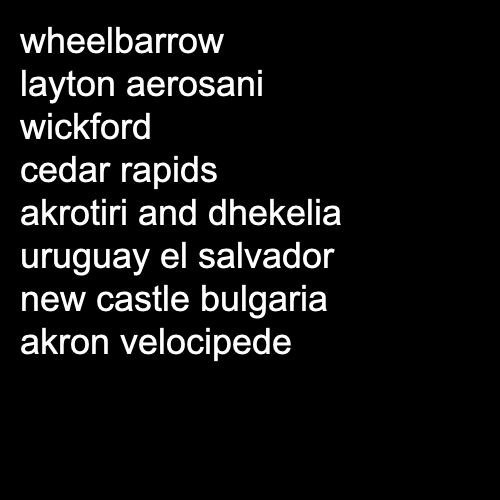 wheelbarrow
layton aerosani
wickford
cedar rapids
akrotiri and dhekelia
uruguay el salvador
new castle bulgaria
akron velocipede